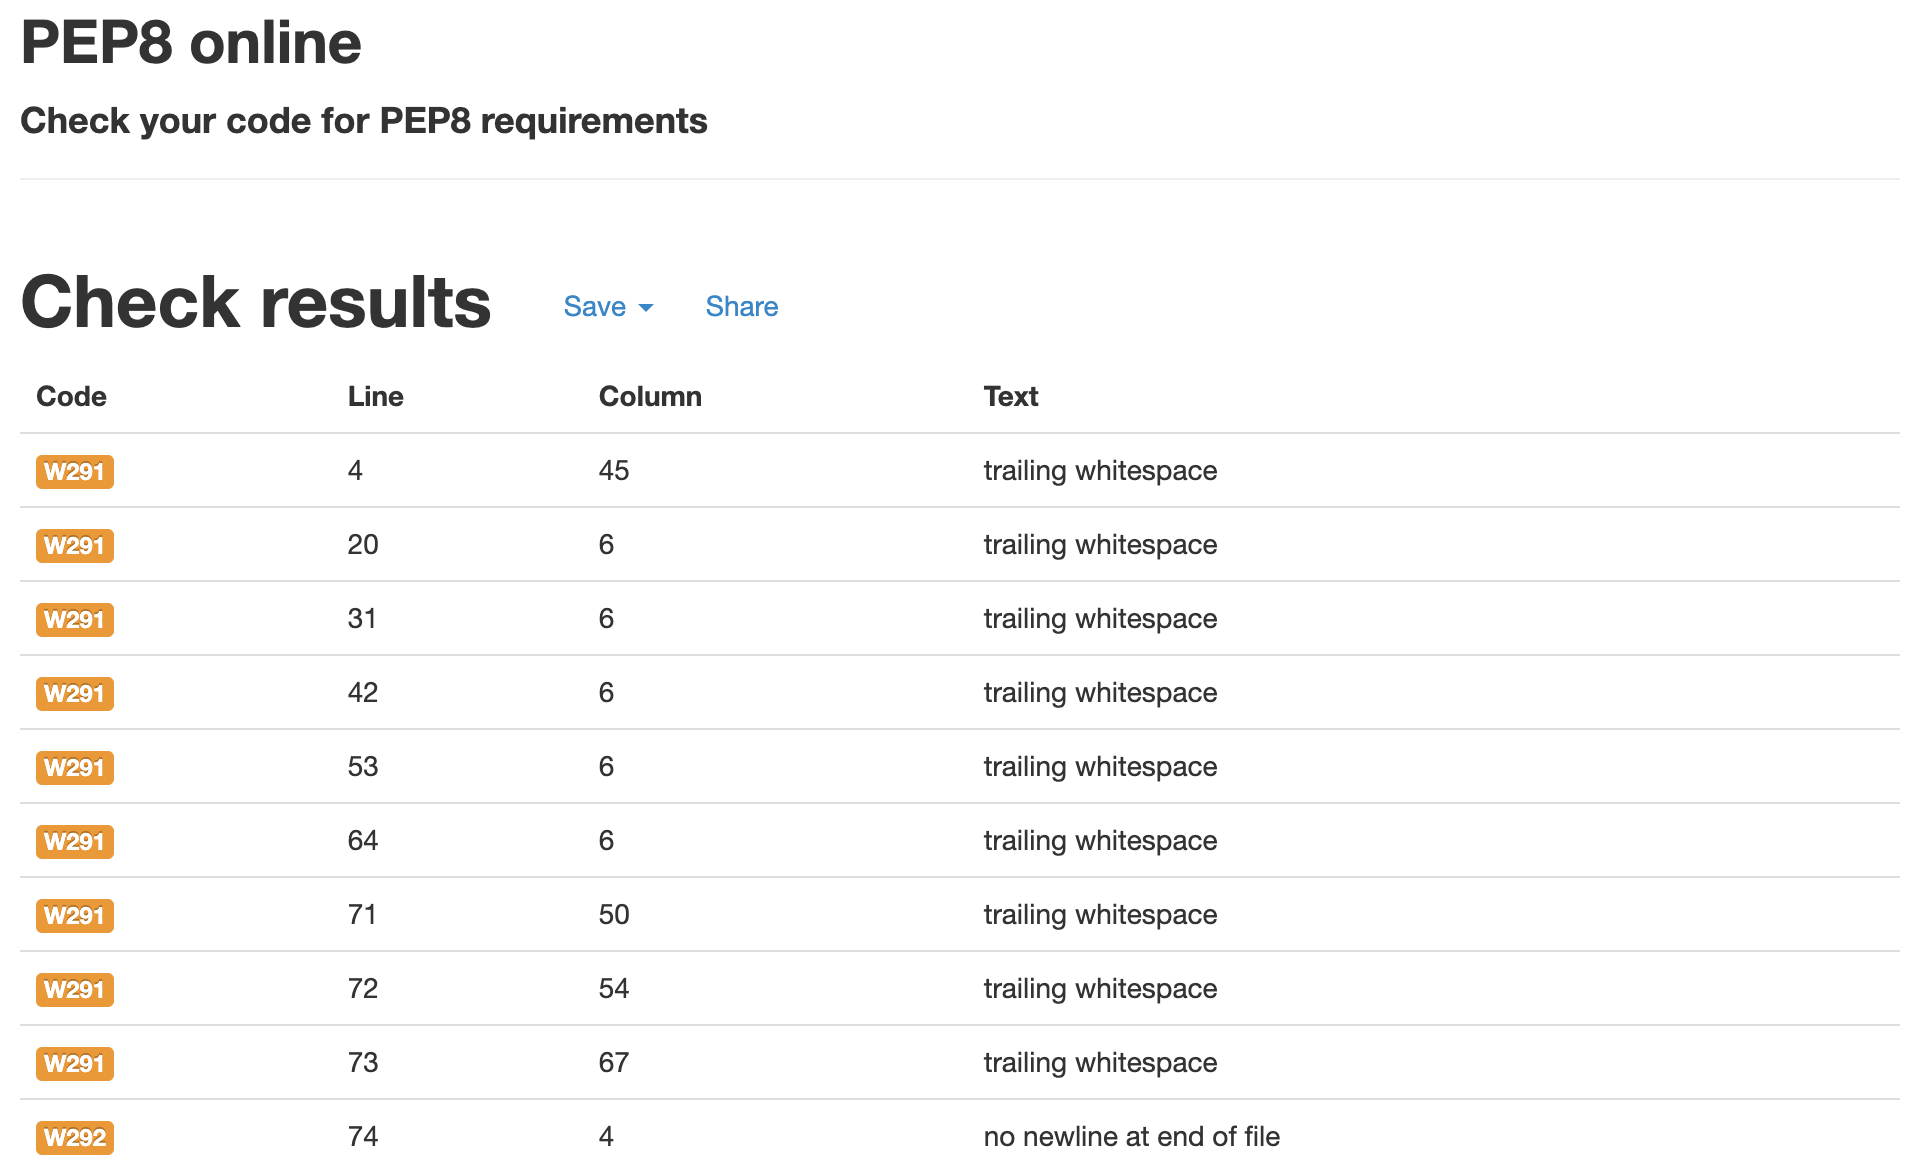 PEP8 online
Check your code for PEP8 requirements
Check results Save Share
Code Line Column Text
W291 4 45 trailing whitespace
W291 20 6 trailing whitespace
W291 31 6 trailing whitespace
W291 42 6 trailing whitespace
W291 53 6 trailing whitespace
W291 64 6 trailing whitespace
W291 71 50 trailing whitespace
W291 72 54 trailing whitespace
W291 73 67 trailing whitespace
W292 74 4 no newline at end of file